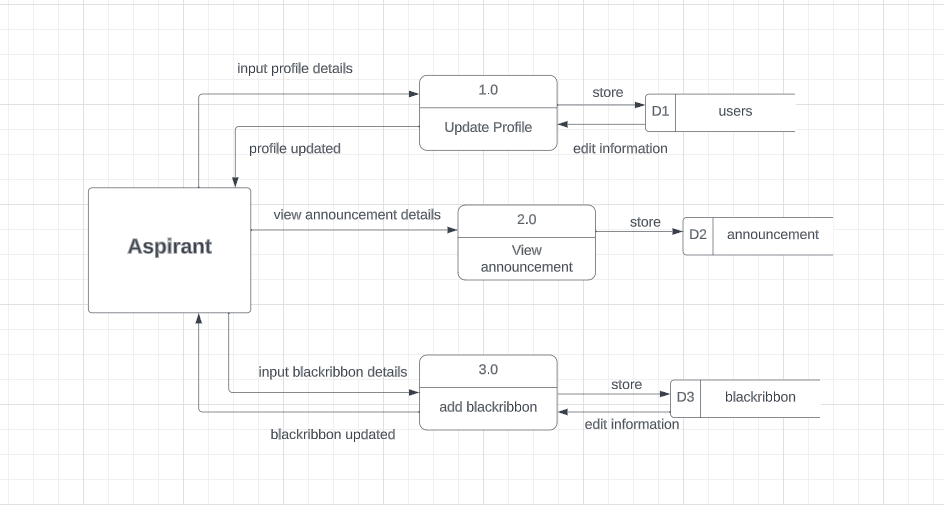 input profile details
1.0
store
D1
users
Update Profile
profile updated
edit information
view announcement details
2.0
store
D2
announcement
Aspirant
View
announcement
input blackribbon details
3.0
store
D3
blackribbon
add blackribbon
edit information
blackribbon updated